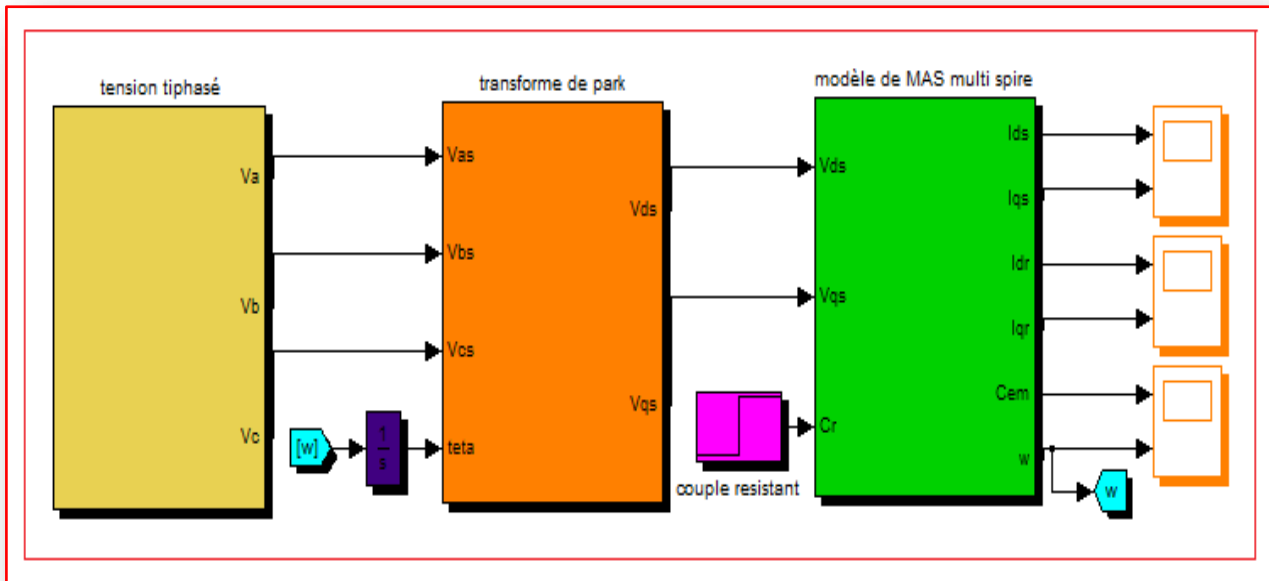 tension tiphasé
transforme de park
modèle de MAS multi spire
Va
Vb
Vc
[w]
1
s
Vas
Vbs
Vcs
teta
Vds
Vqs
couple resistant
Vds
Vqs
Cr
Ids
Iqs
Idr
Iqr
Cem
w
w